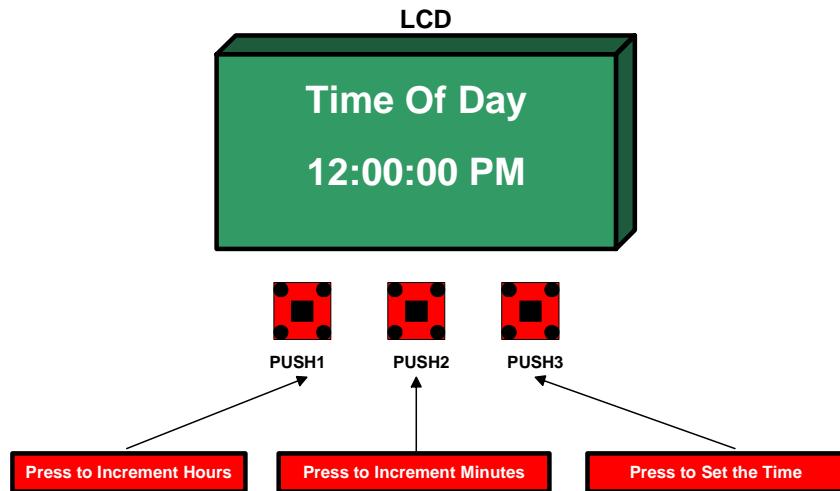 LCD
Time Of Day
12:00:00 PM
PUSH1 PUSH2 PUSH3
Press to Increment Hours Press to Increment Minutes Press to Set the Time